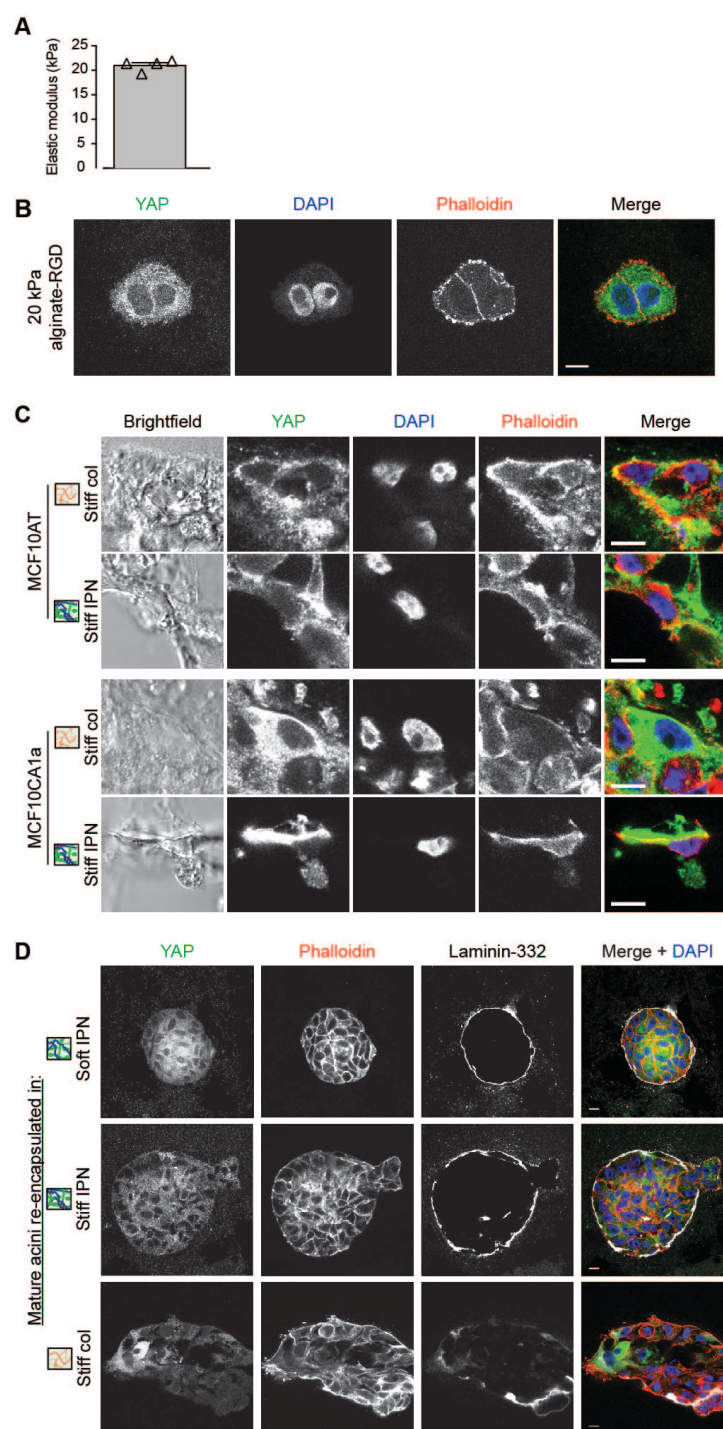 A
Elastic modulus (kPa)
25
20
15
10
5
0
B
YAP DAPI Phalloidin Merge
20 kPa
alginate-RGD
C
Brightfield YAP DAPI Phalloidin Merge
MCF10AT
Stiff col
Stiff IPN
MCF10CA1a
Stiff col
Stiff IPN
D
YAP Phalloidin Laminin-332 Merge + DAPI
Mature acini re-encapsulated in:
Soft IPN
Stiff IPN
Stiff col